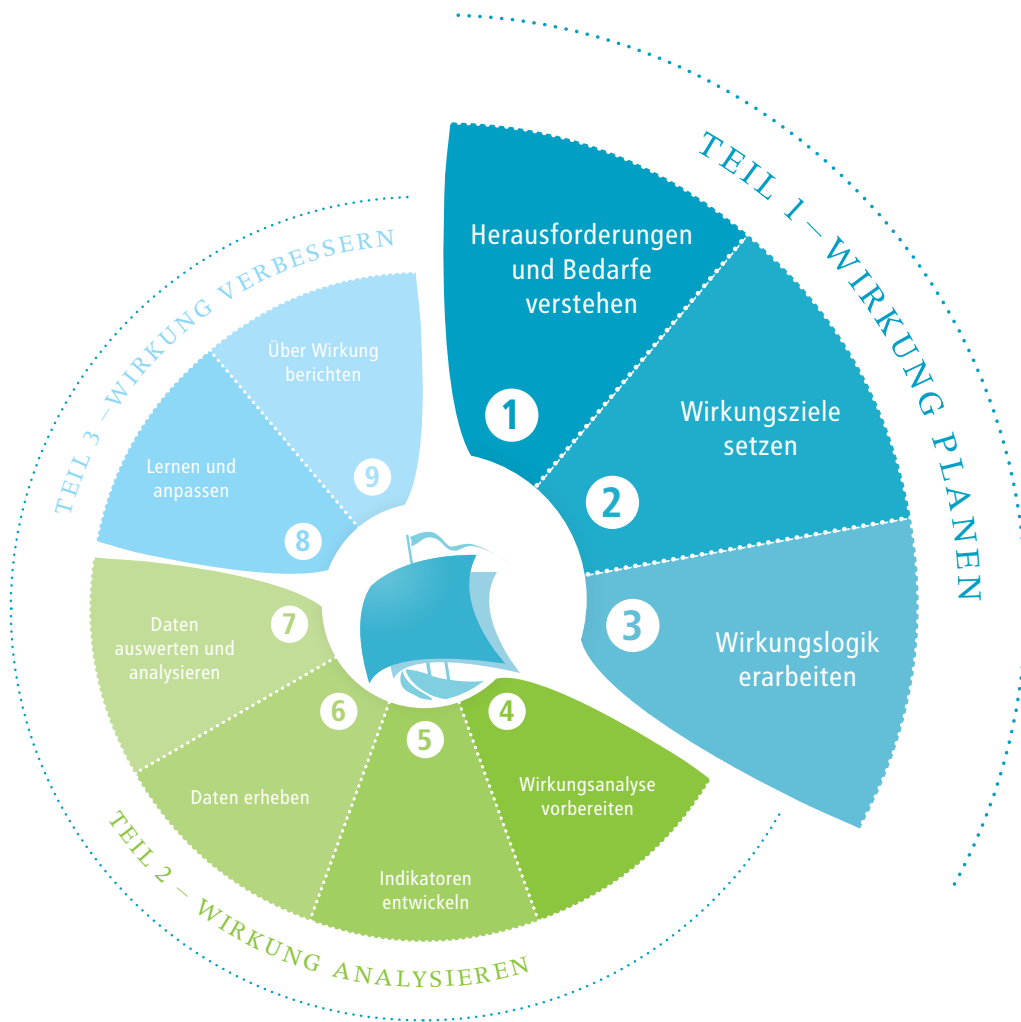 TEIL 1 – WIRKUNG PLANEN
Herausforderungen
und Bedarfe
verstehen
1
Wirkungsziele
setzen
2
Wirkungslogik
erarbeiten
3
TEIL 2 – WIRKUNG ANALYSIEREN
Wirkungsanalyse
vorbereiten
4
Indikatoren
entwickeln
5
Daten erheben
6
Daten
auswerten und
analysieren
7
TEIL 3 – WIRKUNG VERBESSERN
Lernen und
anpassen
8
Über Wirkung
berichten
9